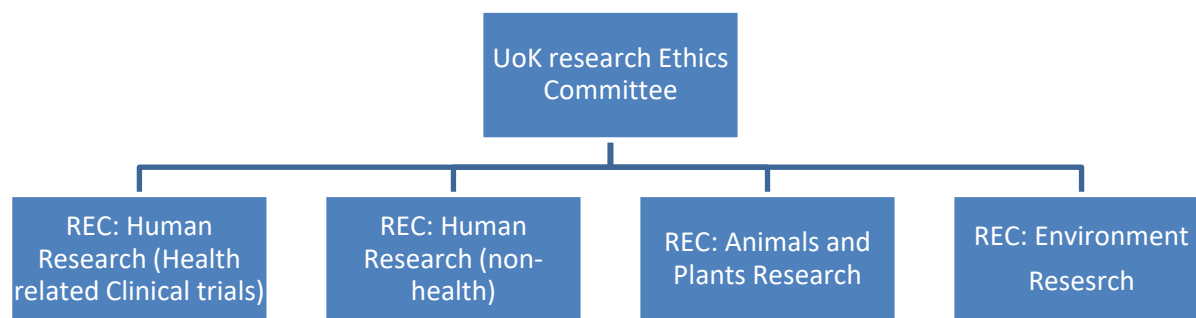 UoK research Ethics
Committee
REC: Human
Research (Health
related Clinical trials)
REC: Human
Research (non-
health)
REC: Animals and
Plants Research
REC: Environment
Resesrch